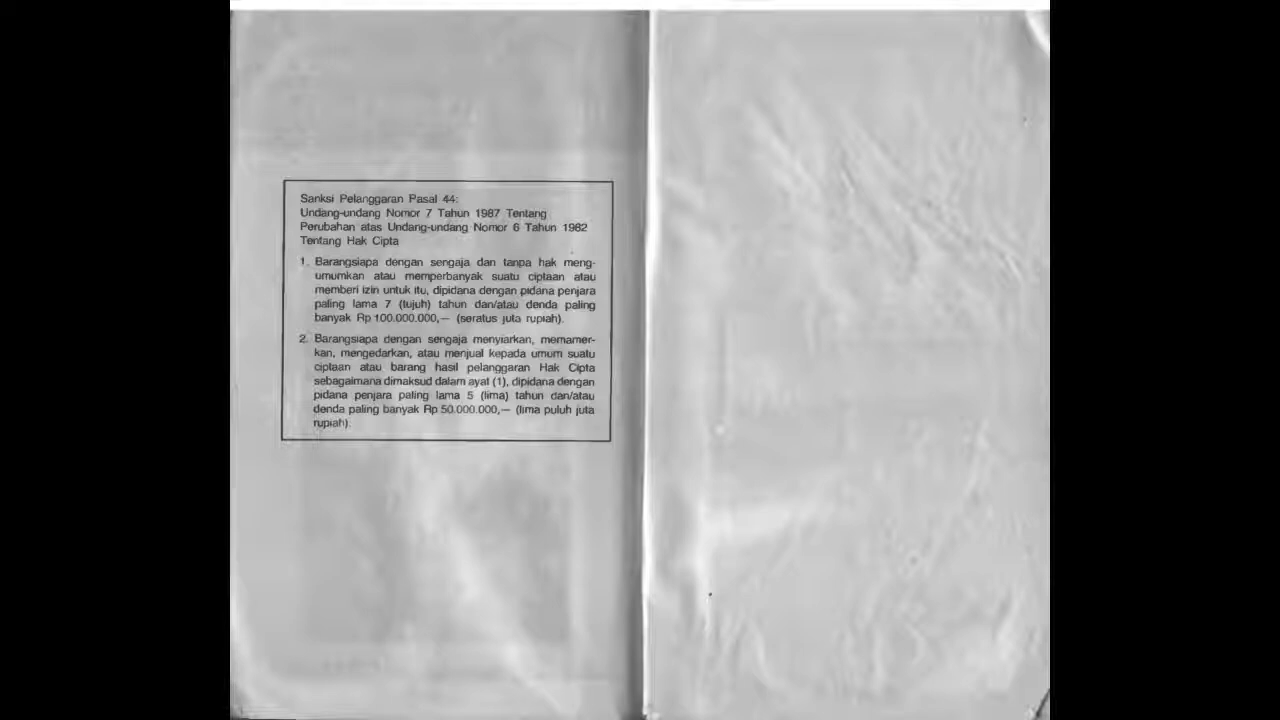 Sanksi Pelanggaran Pasal 44:
Undang-undang Nomor 7 Tahun 1987 Tentang
Perubahan atas Undang-undang Nomor 6 Tahun 1982
Tentang Hak Cipta
1. Barangsiapa dengan sengaja dan tanpa hak meng-
umumkan atau memperbanyak suatu ciptaan atau
memberi izin untuk itu, dipidana dengan pidana penjara
paling lama 7 (tujuh) tahun dan/atau denda paling
banyak Rp 100.000.000,— (seratus juta rupiah).
2. Barangsiapa dengan sengaja menyiarkan, memamer-
kan, mengedarkan, atau menjual kepada umum suatu
ciptaan atau barang hasil pelanggaran Hak Cipta
sebagaimana dimaksud dalam ayat (1), dipidana dengan
pidana penjara paling lama 5 (lima) tahun dan/atau
denda paling banyak Rp 50.000.000,— (lima puluh juta
rupiah).